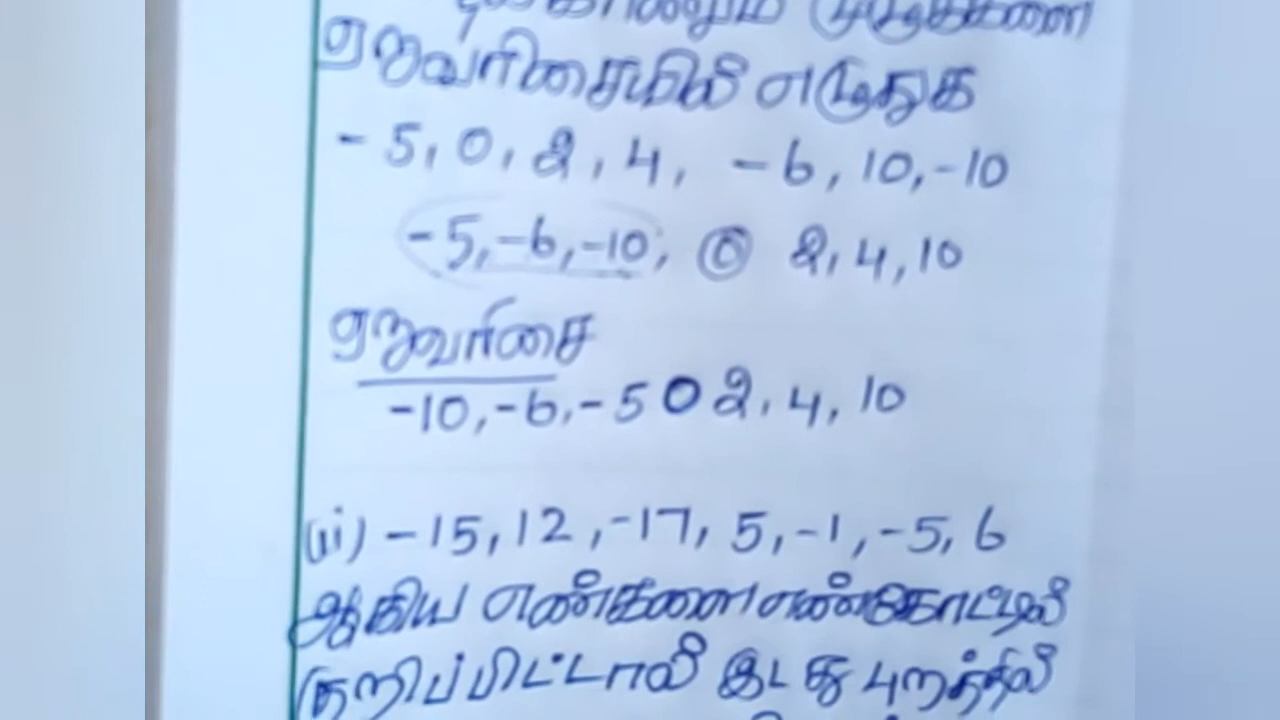 முழுக்களை
ஏறுவரிசையில் எழுதுக
- 5, 0, 2, 4, - 6, 10, -10
-5, -6, -10, 0 2, 4, 10
ஏறுவரிசை
-10, -6, - 5 0 2, 4, 10
(iii) - 15, 12, -17, 5, -1, -5, 6
ஆகிய எண்களை எண்கோட்டில்
குறிப்பிட்டால் இடது புறத்தில்